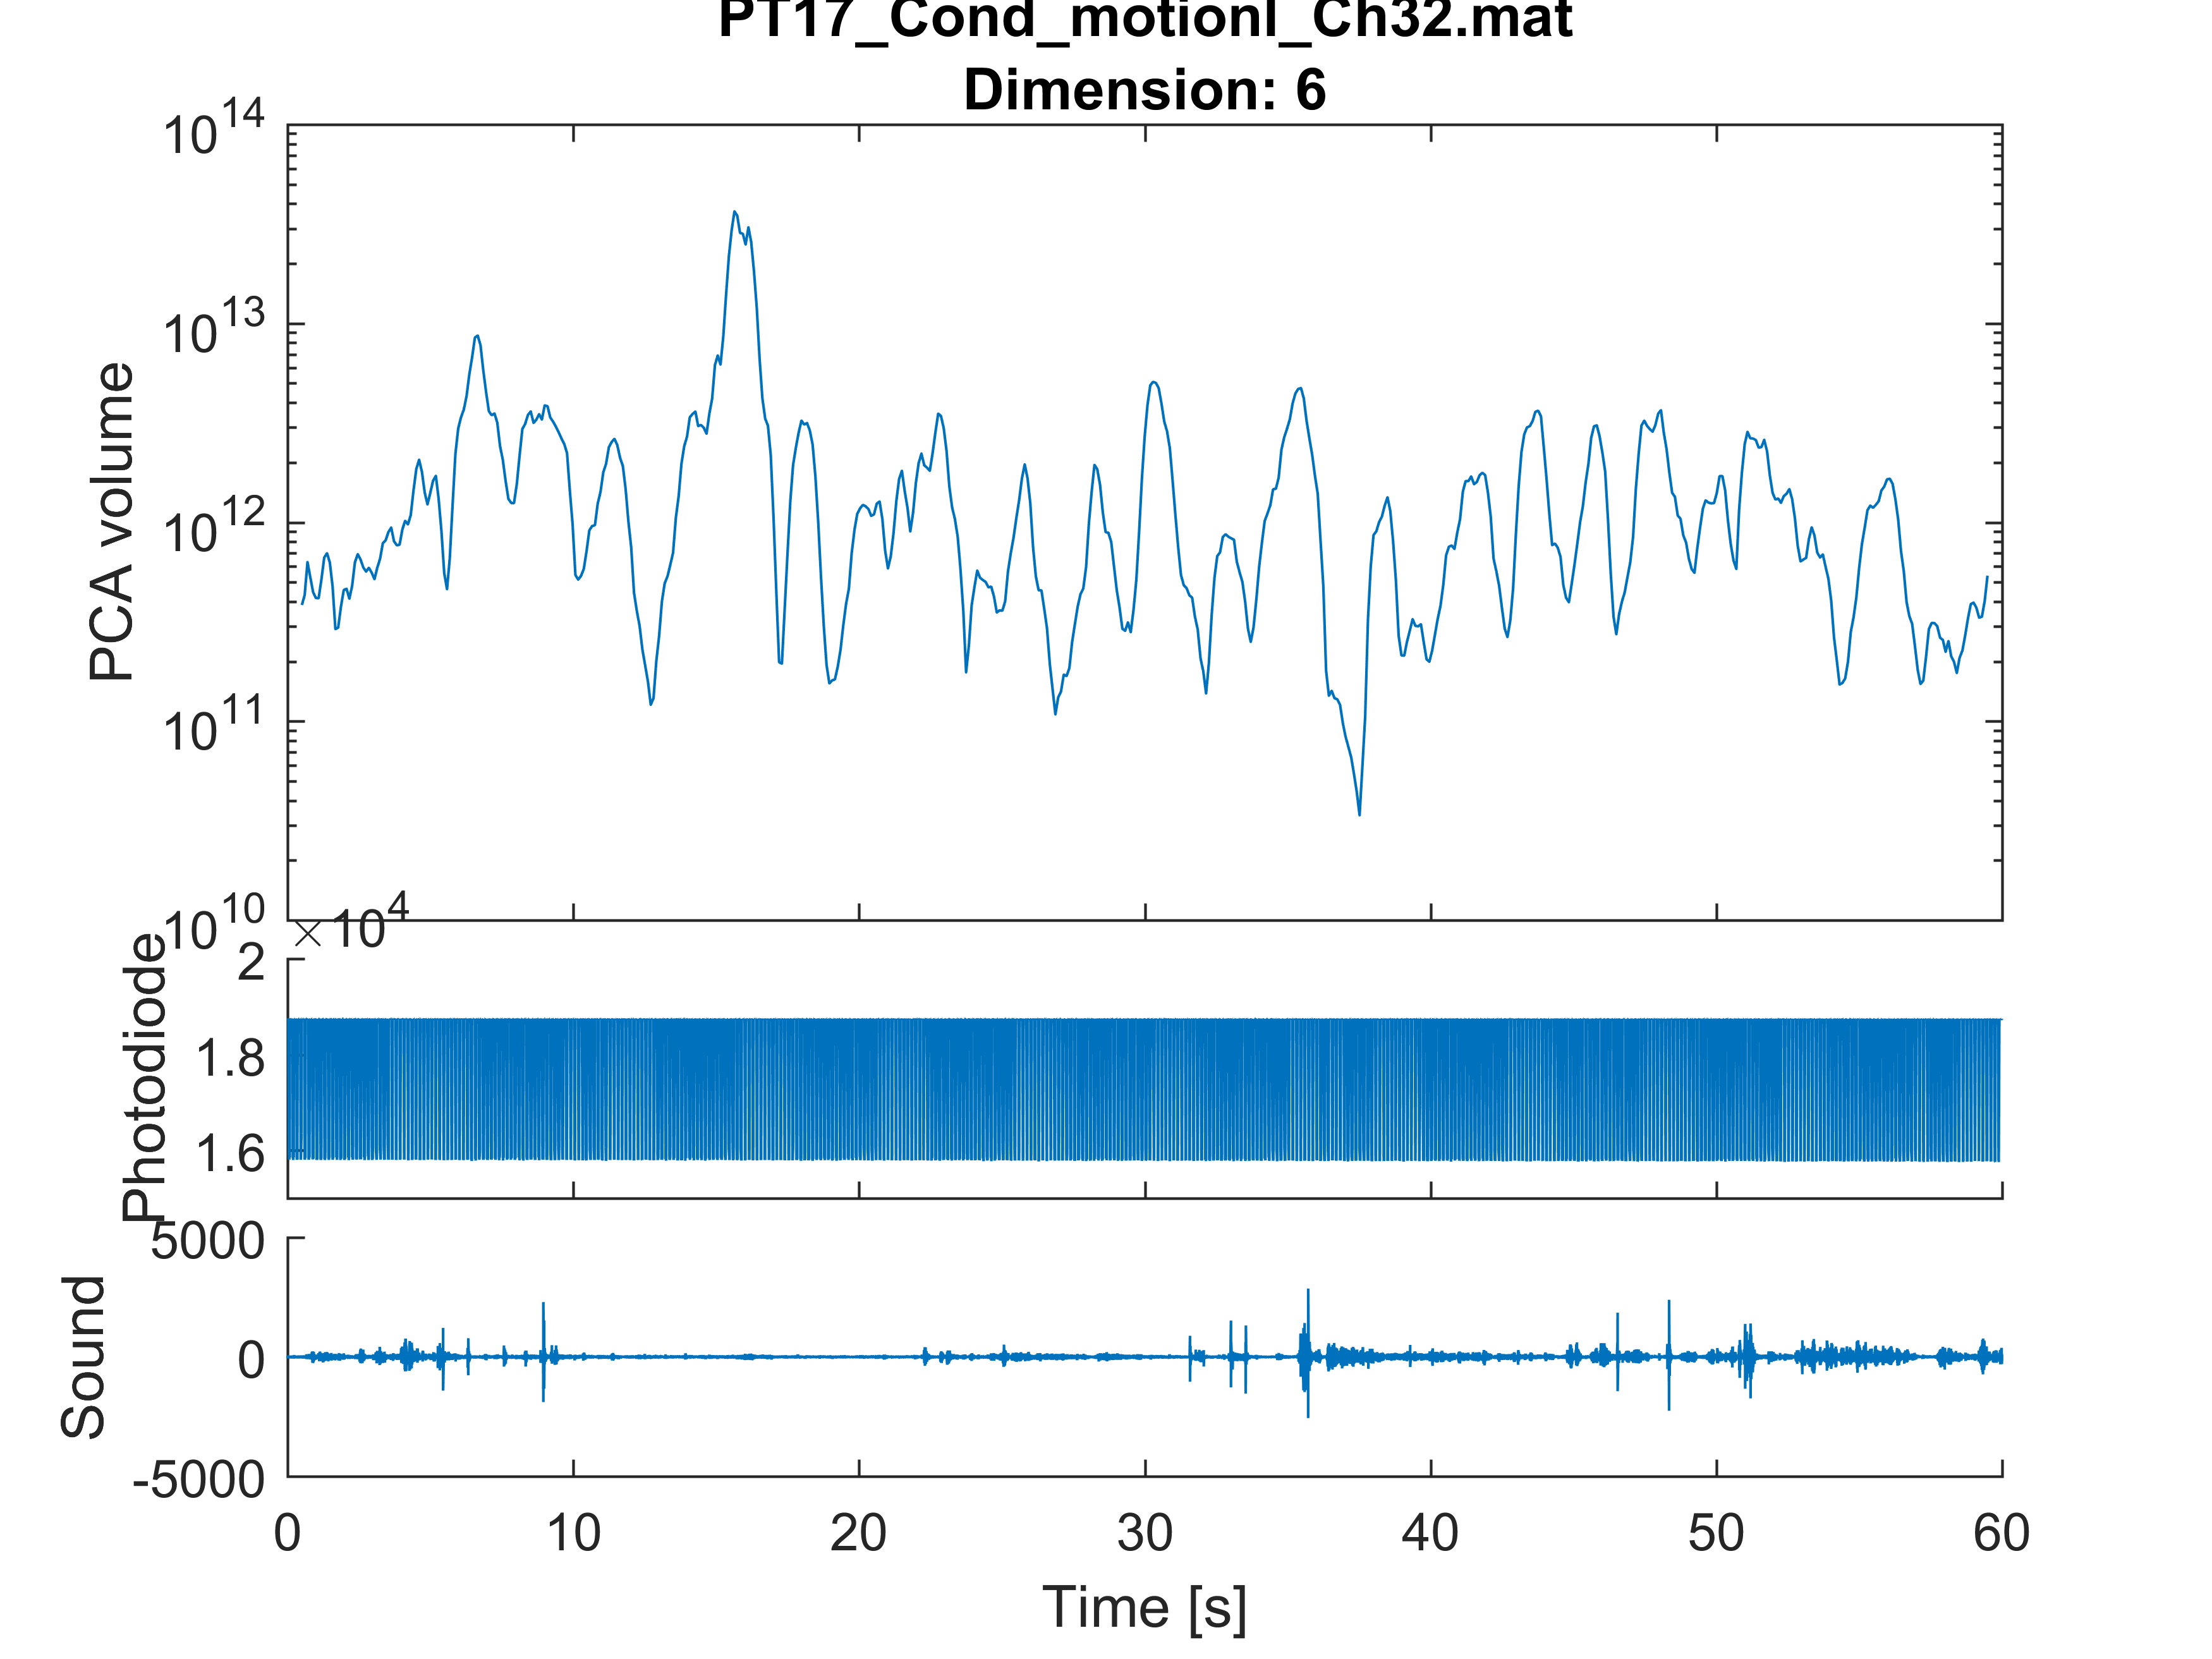 PT17_Cond_motionI_Ch32.mat
Dimension: 6
PCA volume
10^14
10^13
10^12
10^11
10^10
× 10^4
Photodiode
2
1.8
1.6
Sound
5000
0
-5000
0 10 20 30 40 50 60
Time [s]